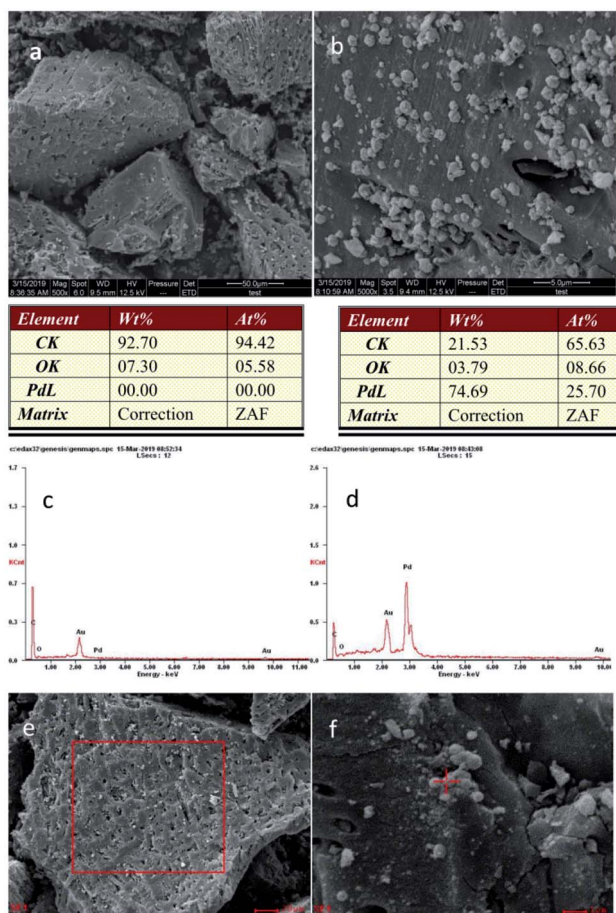 a
b
3/15/2019 Mag Spot WD HV Pressure Det 50.0µm
8:36:35 AM 500x 6.0 9.5 mm 12.5 kV --- ETD test
3/15/2019 Mag Spot WD HV Pressure Det 5.0µm
8:10:59 AM 5000x 3.5 9.4 mm 12.5 kV --- ETD test
Element Wt% At%
CK 92.70 94.42
OK 07.30 05.58
PdL 00.00 00.00
Matrix Correction ZAF
Element Wt% At%
CK 21.53 65.63
OK 03.79 08.66
PdL 74.69 25.70
Matrix Correction ZAF
c:\edax32\genesis\genmaps.spc 15-Mar-2019 08:52:34
LSecs : 12
1.7
1.3
1.0
KCnt
0.7
0.3
0.0
c
C
O
Au
Pd
Au
1.00 2.00 3.00 4.00 5.00 6.00 7.00 8.00 9.00 10.00 11.00
Energy - keV
c:\edax32\genesis\genmaps.spc 15-Mar-2019 08:43:08
LSecs : 15
2.6
2.1
1.5
KCnt
1.0
0.5
0.0
d
C
O
Au
Pd
Au
1.00 2.00 3.00 4.00 5.00 6.00 7.00 8.00 9.00 10.00
Energy - keV
e
f